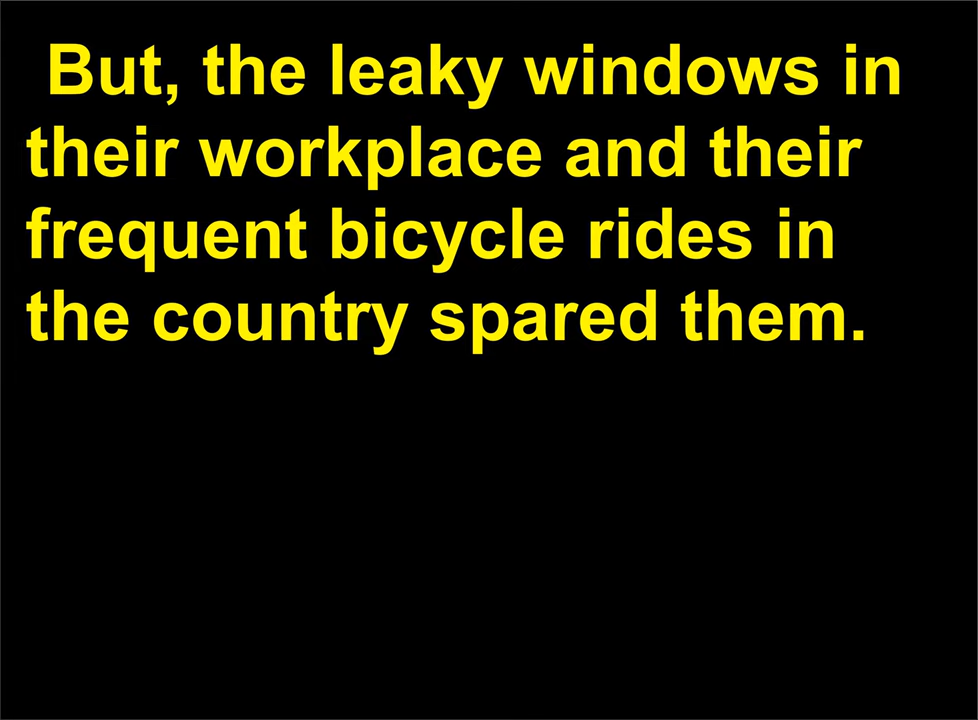 But, the leaky windows in
their workplace and their
frequent bicycle rides in
the country spared them.